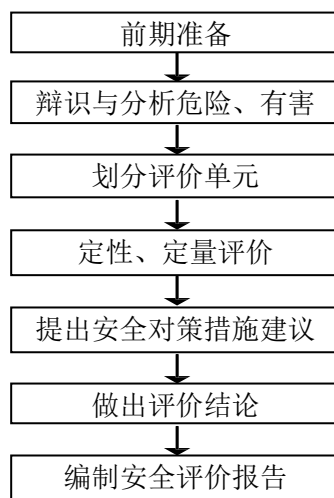 前期准备
辩识与分析危险、有害
划分评价单元
定性、定量评价
提出安全对策措施建议
做出评价结论
编制安全评价报告